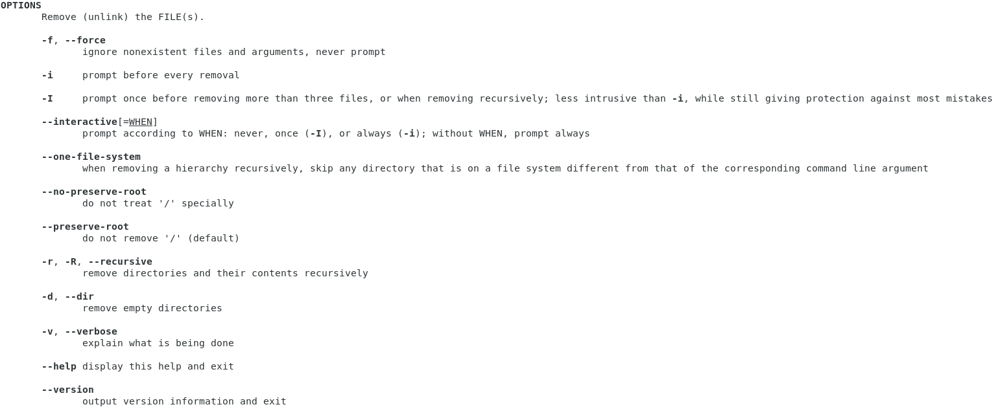 OPTIONS
Remove (unlink) the FILE(s).
-f, --force
ignore nonexistent files and arguments, never prompt
-i     prompt before every removal
-I     prompt once before removing more than three files, or when removing recursively; less intrusive than -i, while still giving protection against most mistakes
--interactive[=WHEN]
prompt according to WHEN: never, once (-I), or always (-i); without WHEN, prompt always
--one-file-system
when removing a hierarchy recursively, skip any directory that is on a file system different from that of the corresponding command line argument
--no-preserve-root
do not treat '/' specially
--preserve-root
do not remove '/' (default)
-r, -R, --recursive
remove directories and their contents recursively
-d, --dir
remove empty directories
-v, --verbose
explain what is being done
--help display this help and exit
--version
output version information and exit